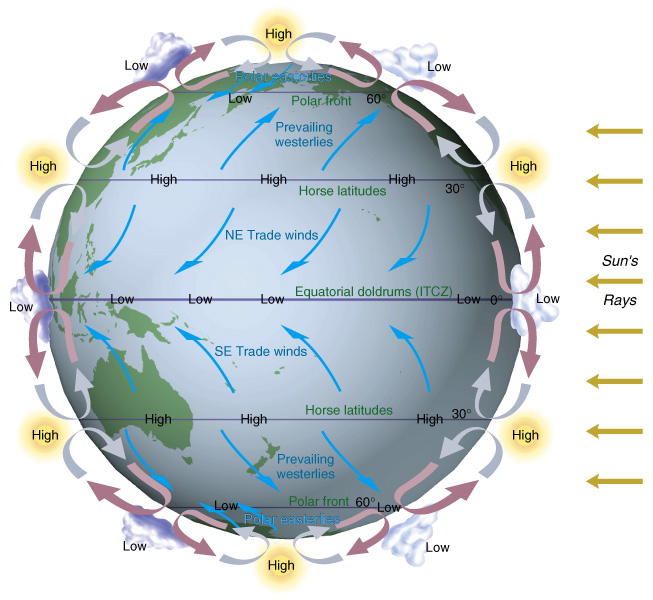 High
Low
Low
Polar easterlies
Low
Polar front
60°
Prevailing
westerlies
High
High
High
High
High
Horse latitudes
30°
NE Trade winds
Sun's
Rays
Equatorial doldrums (ITCZ)
Low
Low
Low
Low
Low
0°
Low
SE Trade winds
Horse latitudes
30°
High
High
High
High
High
Prevailing
westerlies
Polar front
60°
Low
Low
Polar easterlies
Low
Low
High